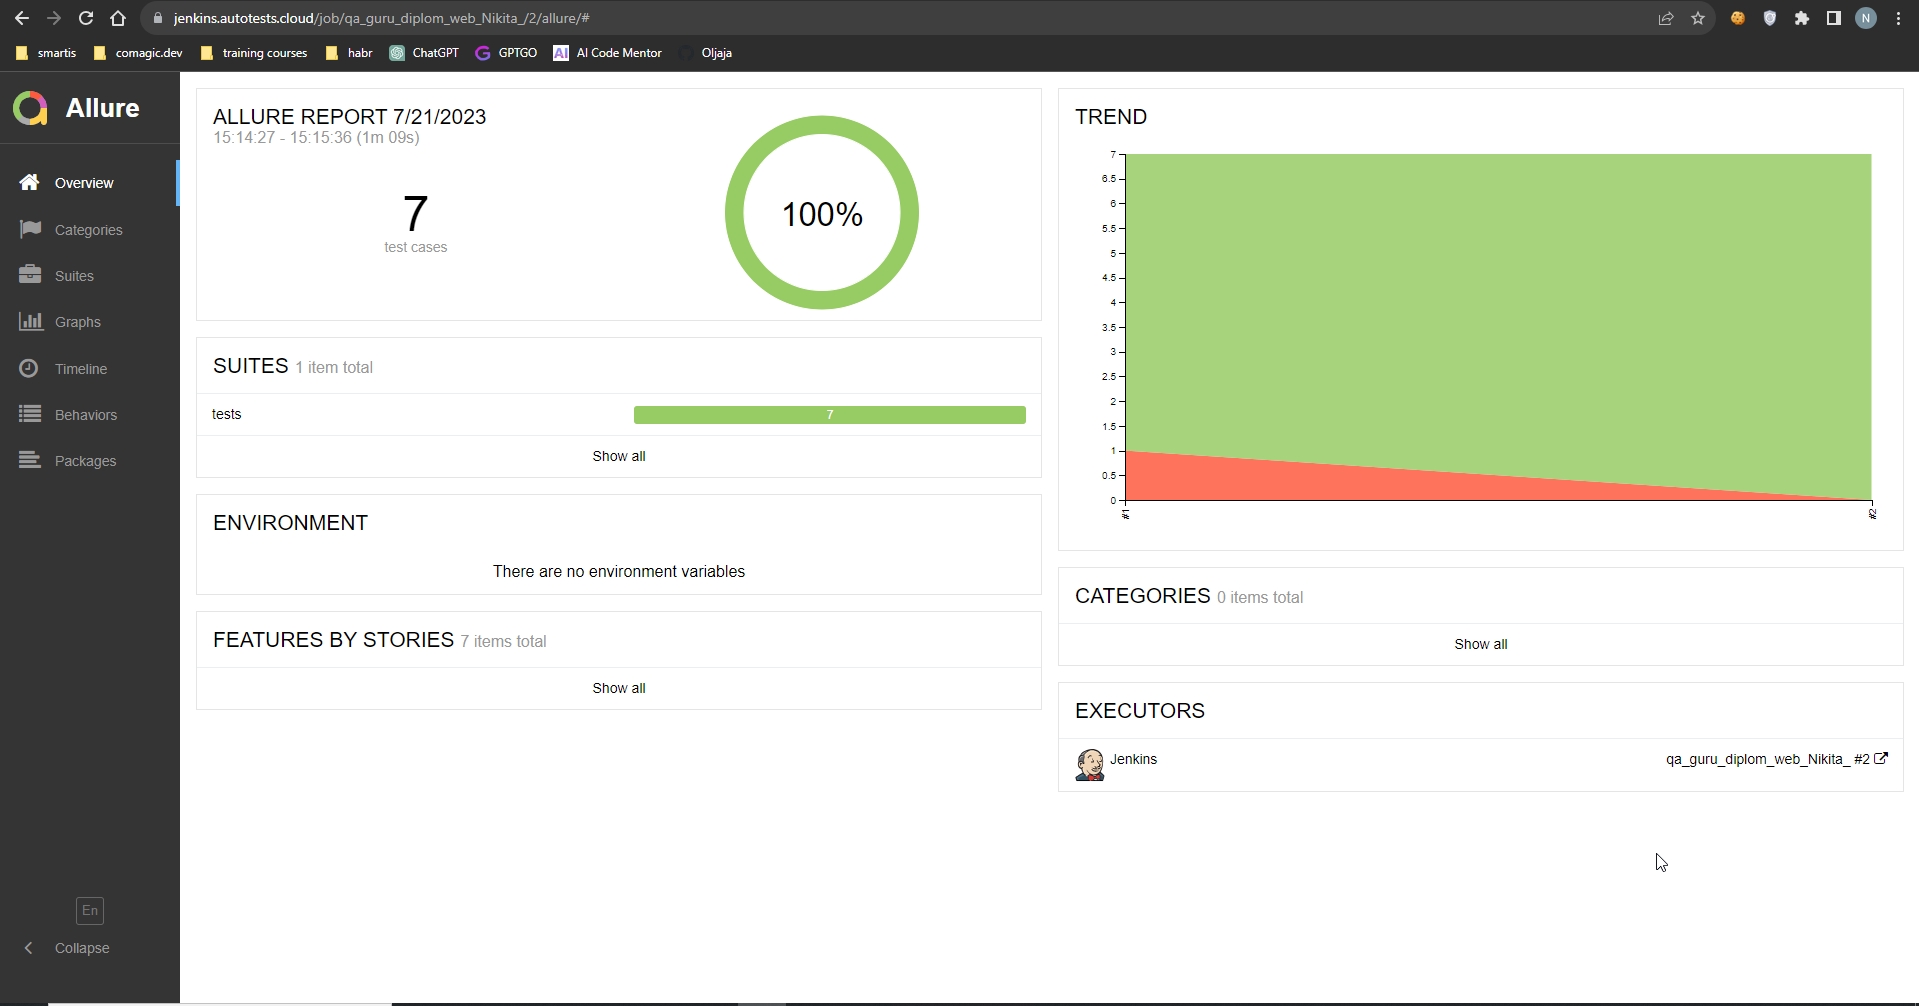 jenkins.autotests.cloud/job/qa_guru_diplom_web_Nikita_/2/allure/#
N
smartis
comagic.dev
training courses
habr
ChatGPT
GPTGO
AI
AI Code Mentor
Oljaja
Allure
Overview
Categories
Suites
Graphs
Timeline
Behaviors
Packages
En
Collapse
ALLURE REPORT 7/21/2023
15:14:27 - 15:15:36 (1m 09s)
7
test cases
100%
SUITES 1 item total
tests
7
Show all
ENVIRONMENT
There are no environment variables
FEATURES BY STORIES 7 items total
Show all
TREND
7
6.5
6
5.5
5
4.5
4
3.5
3
2.5
2
1.5
1
0.5
0
#1
#2
CATEGORIES 0 items total
Show all
EXECUTORS
Jenkins
qa_guru_diplom_web_Nikita_ #2